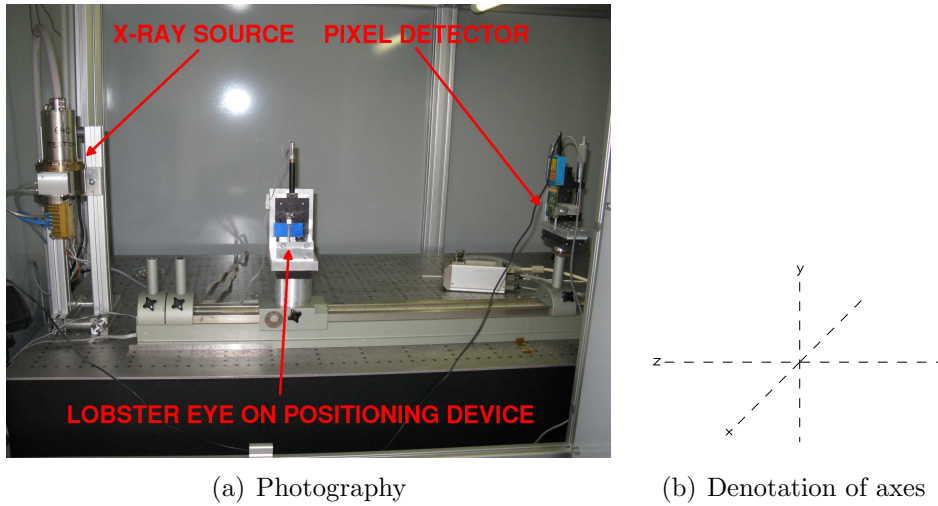 X-RAY SOURCE PIXEL DETECTOR
LOBSTER EYE ON POSITIONING DEVICE
y
z
x
(a) Photography (b) Denotation of axes